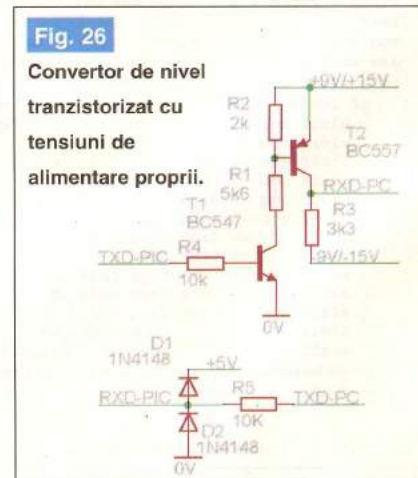 Fig. 26
Convertor de nivel
tranzistorizat cu
tensiuni de
alimentare proprii.
+9V/+15V
R2
2k
T2
BC557
R1
5k6
RXD-PC
T1
BC547
R3
3k3
TXD-PIC
R4
10k
-9V/-15V
0V
D1
1N4148
+5V
RXD-PIC
R5
10K
TXD-PC
D2
1N4148
0V